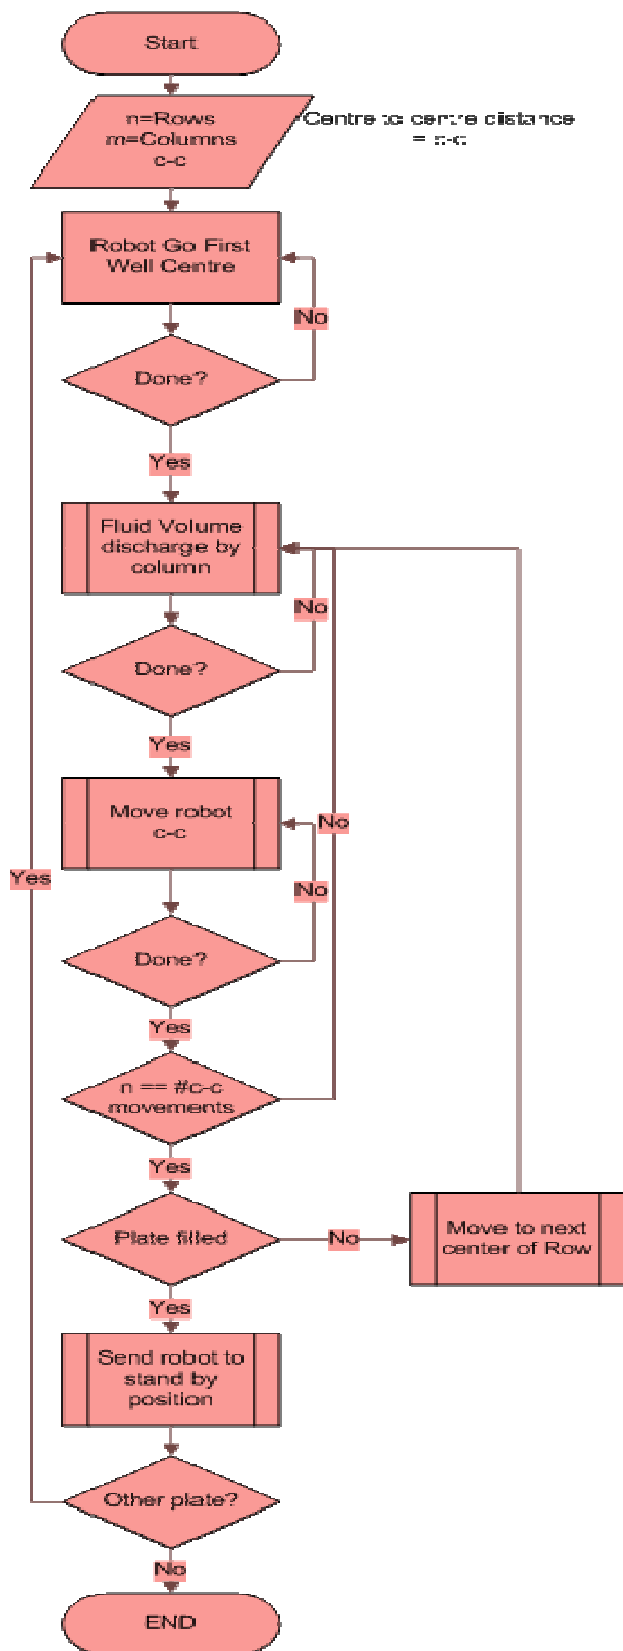 Start
n=Rows
m=Columns
c-c
Centre to centre distance
= c-c
Robot Go First
Well Centre
No
Done?
Yes
Fluid Volume
discharge by
column
No
Done?
Yes
Move robot
c-c
No
No
Yes
Done?
Yes
n == #c-c
movements
Yes
Plate filled
No
Move to next
center of Row
Yes
Send robot to
stand by
position
Other plate?
No
END